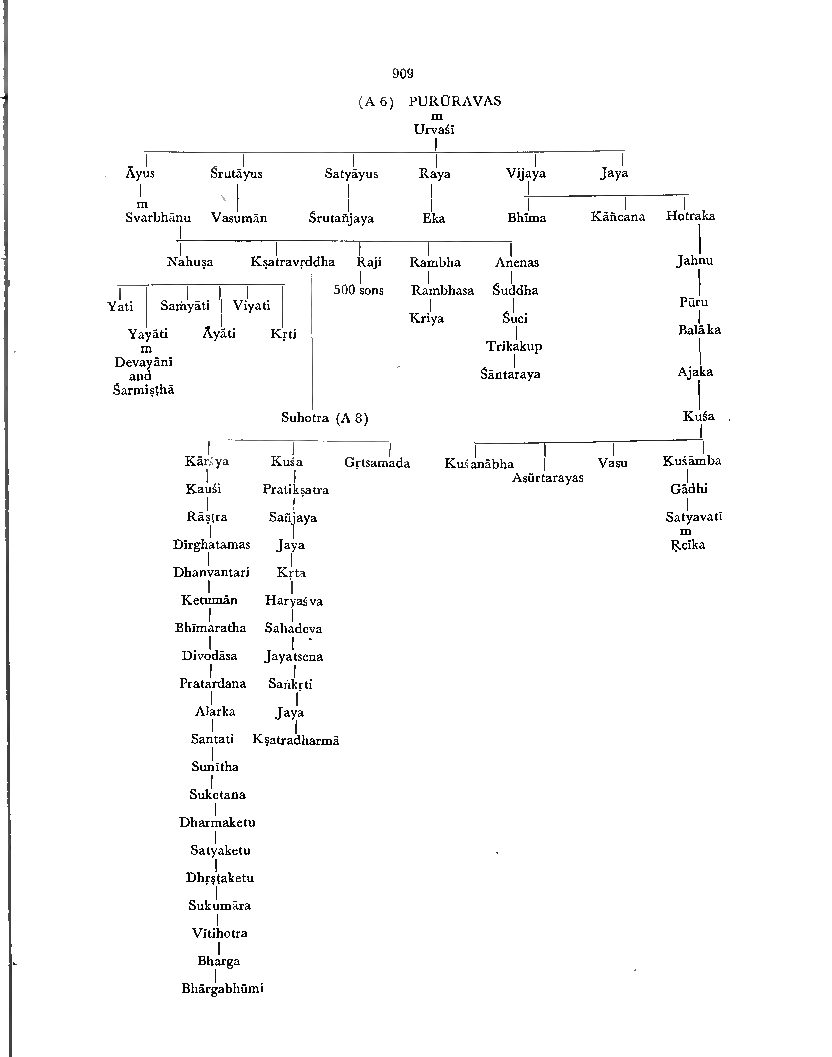 909
(A 6) PURŪRAVAS
m
Urvaśī
Āyus Śrutāyus Satyāyus Raya Vijaya Jaya
m
Svarbhānu Vasumān Śrutañjaya Eka Bhīma Kāñcana Hotraka
Nahuṣa Kṣatravṛddha Raji Rambha Anenas Jahnu
500 sons Rambhasa Śuddha
Yati Saṁyāti Viyati Pūru
Kriya Śuci
Yayāti Āyāti Kṛti Balāka
m Trikakup
Devayānī
and Śāntaraya Ajaka
Śarmiṣṭhā
Suhotra (A 8) Kuśa
Kārśya Kuśa Gṛtsamada Kuśanābha Vasu Kuśāmba
Asūrtarayas
Kauśi Pratikṣatra Gādhi
Rāṣṭra Sañjaya Satyavatī
m
Dīrghatamas Jaya Ṛcīka
Dhanvantari Kṛta
Ketumān Haryaśva
Bhīmaratha Sahadeva
Divodāsa Jayatsena
Pratardana Saṅkṛti
Alarka Jaya
Santati Kṣatradharmā
Sunītha
Suketana
Dharmaketu
Satyaketu
Dhṛṣṭaketu
Sukumāra
Vītihotra
Bharga
Bhārgabhūmi